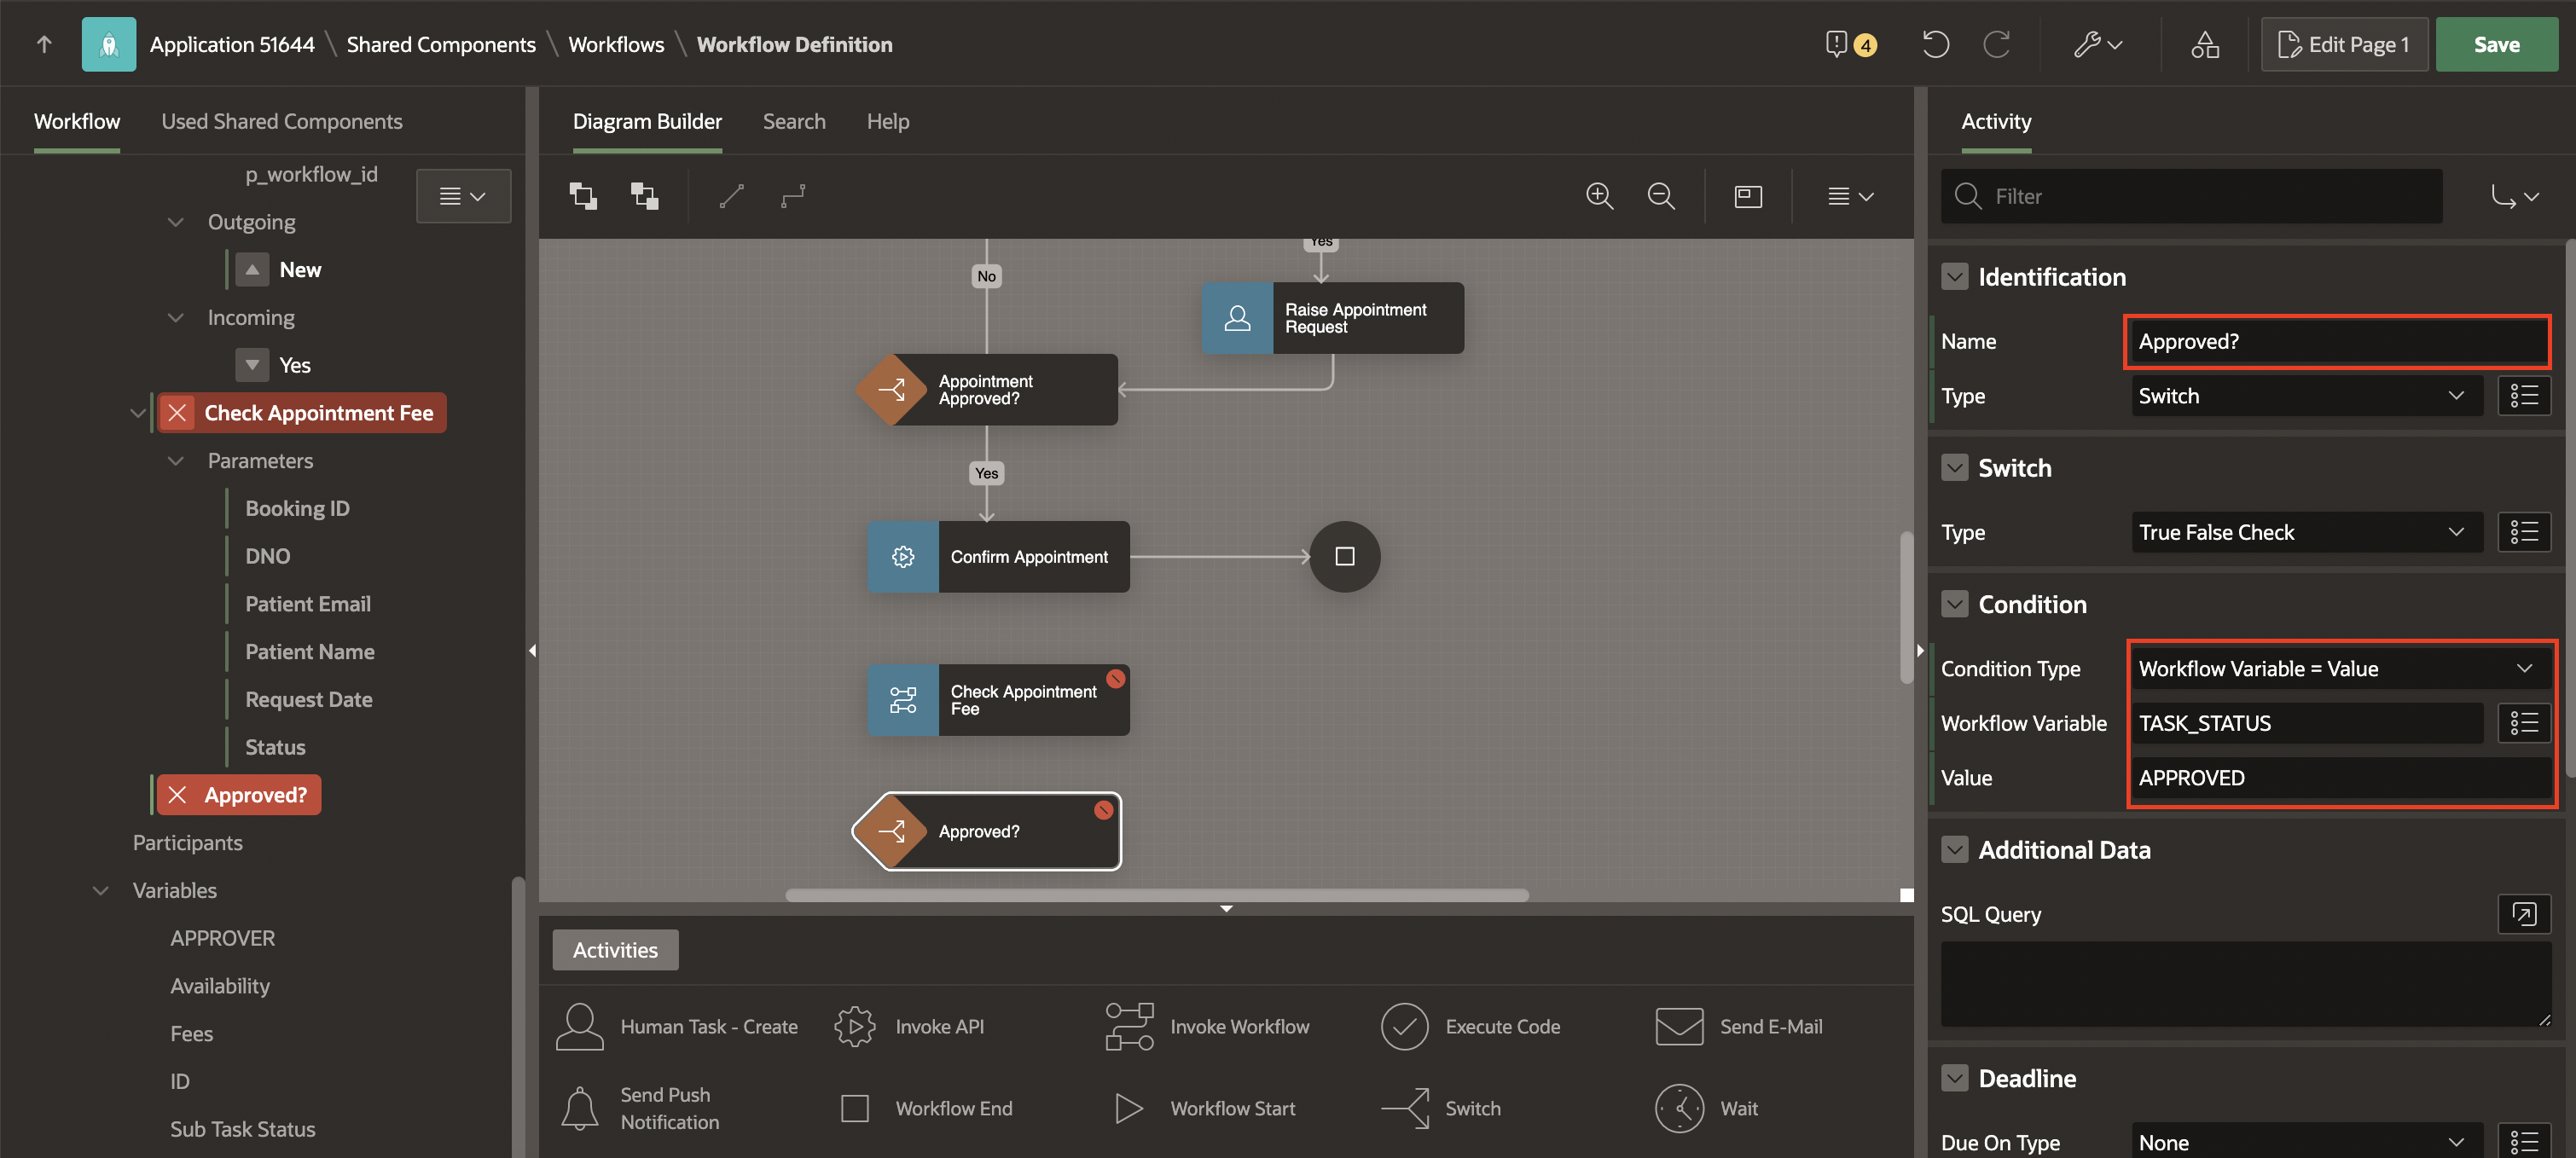 Application 51644 \ Shared Components \ Workflows \ Workflow Definition
4
Edit Page 1
Save
Workflow
Used Shared Components
p_workflow_id
Outgoing
New
Incoming
Yes
Check Appointment Fee
Parameters
Booking ID
DNO
Patient Email
Patient Name
Request Date
Status
Approved?
Participants
Variables
APPROVER
Availability
Fees
ID
Sub Task Status
Diagram Builder
Search
Help
Yes
No
Raise Appointment
Request
Appointment
Approved?
Yes
Confirm Appointment
Check Appointment
Fee
Approved?
Activities
Human Task - Create
Invoke API
Invoke Workflow
Execute Code
Send E-Mail
Send Push
Notification
Workflow End
Workflow Start
Switch
Wait
Activity
Filter
Identification
Name
Approved?
Type
Switch
Switch
Type
True False Check
Condition
Condition Type
Workflow Variable = Value
Workflow Variable
TASK_STATUS
Value
APPROVED
Additional Data
SQL Query
Deadline
Due On Type
None